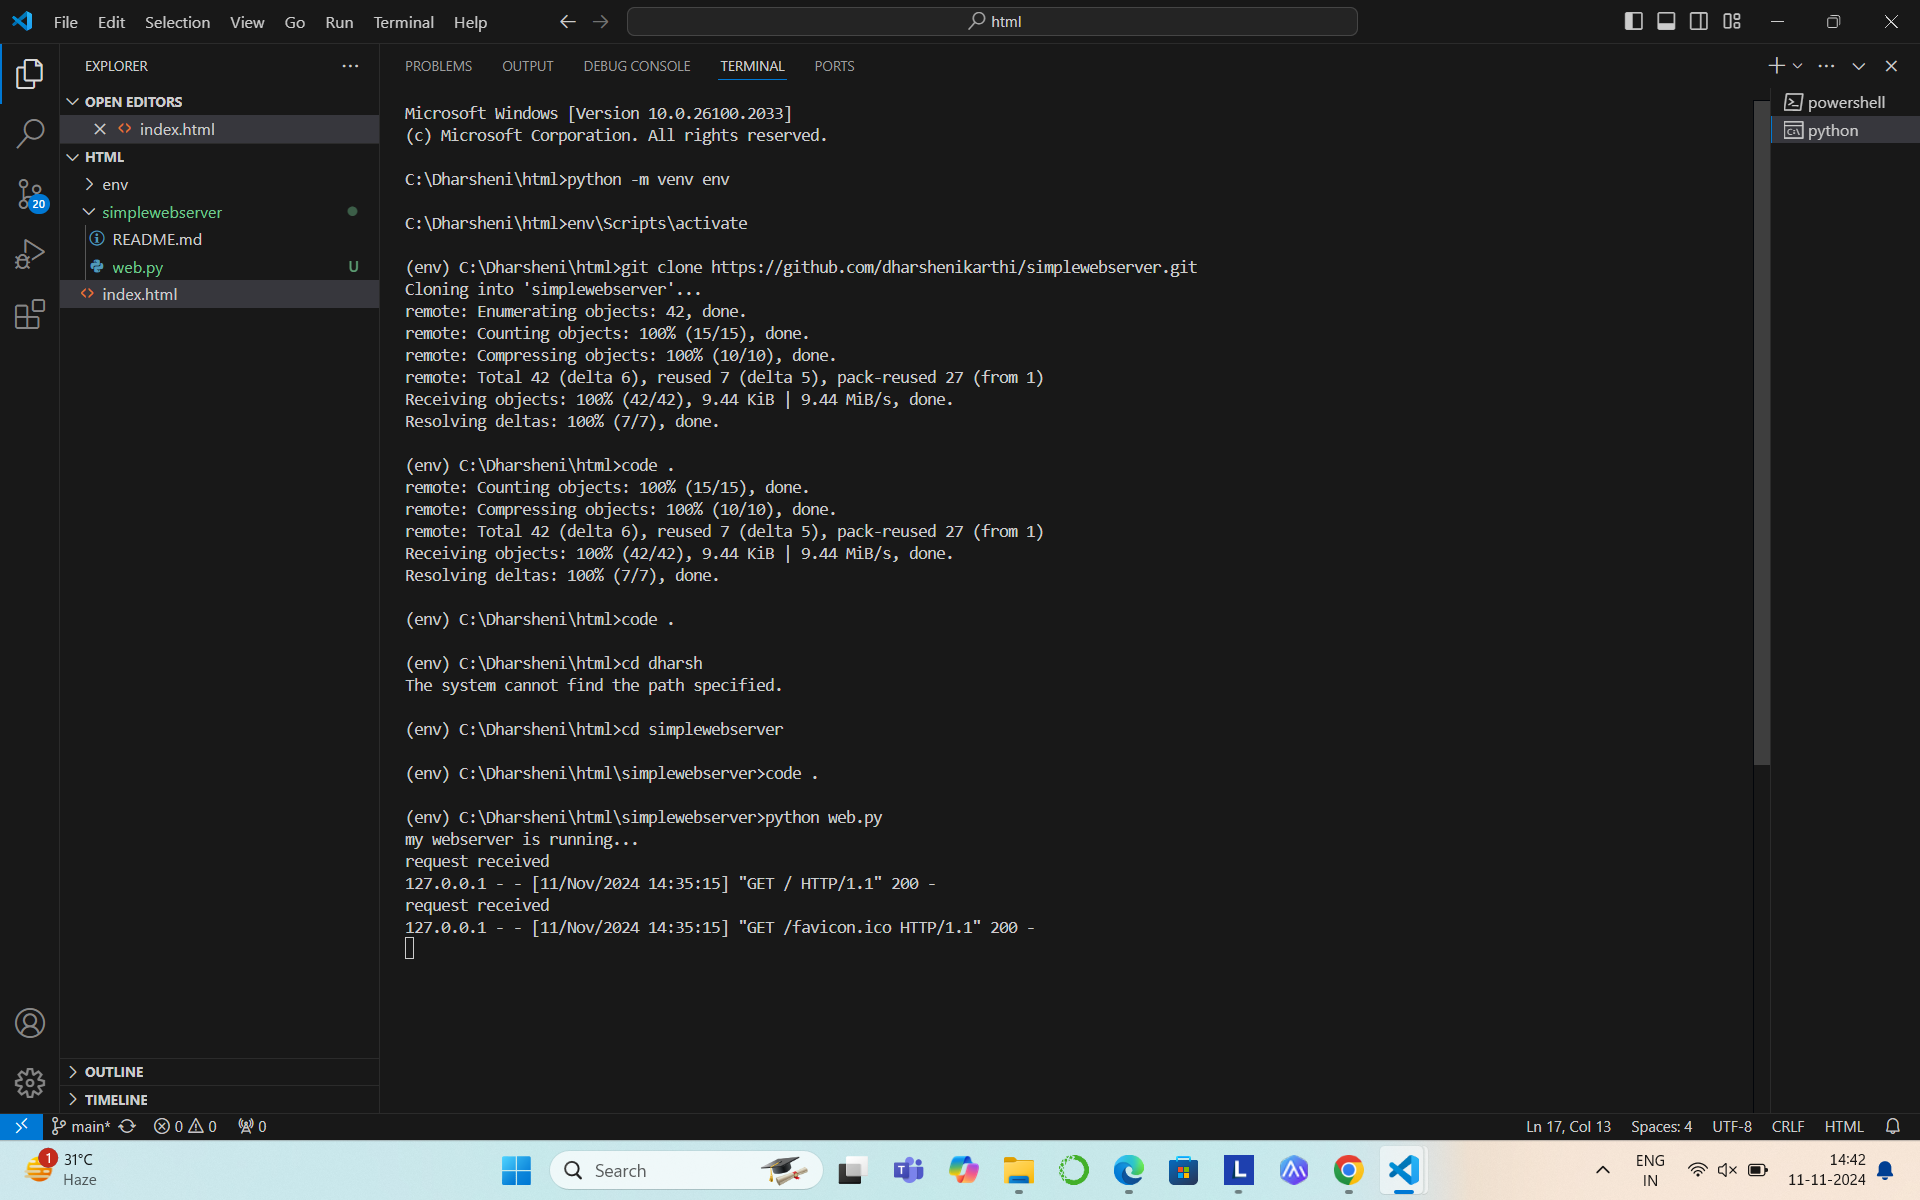 File Edit Selection View Go Run Terminal Help
html
EXPLORER
OPEN EDITORS
index.html
HTML
env
simplewebserver
README.md
web.py U
index.html
OUTLINE
TIMELINE
20
PROBLEMS OUTPUT DEBUG CONSOLE TERMINAL PORTS
powershell
python
Microsoft Windows [Version 10.0.26100.2033]
(c) Microsoft Corporation. All rights reserved.
C:\Dharsheni\html>python -m venv env
C:\Dharsheni\html>env\Scripts\activate
(env) C:\Dharsheni\html>git clone https://github.com/dharshenikarthi/simplewebserver.git
Cloning into 'simplewebserver'...
remote: Enumerating objects: 42, done.
remote: Counting objects: 100% (15/15), done.
remote: Compressing objects: 100% (10/10), done.
remote: Total 42 (delta 6), reused 7 (delta 5), pack-reused 27 (from 1)
Receiving objects: 100% (42/42), 9.44 KiB | 9.44 MiB/s, done.
Resolving deltas: 100% (7/7), done.
(env) C:\Dharsheni\html>code .
remote: Counting objects: 100% (15/15), done.
remote: Compressing objects: 100% (10/10), done.
remote: Total 42 (delta 6), reused 7 (delta 5), pack-reused 27 (from 1)
Receiving objects: 100% (42/42), 9.44 KiB | 9.44 MiB/s, done.
Resolving deltas: 100% (7/7), done.
(env) C:\Dharsheni\html>code .
(env) C:\Dharsheni\html>cd dharsh
The system cannot find the path specified.
(env) C:\Dharsheni\html>cd simplewebserver
(env) C:\Dharsheni\html\simplewebserver>code .
(env) C:\Dharsheni\html\simplewebserver>python web.py
my webserver is running...
request received
127.0.0.1 - - [11/Nov/2024 14:35:15] "GET / HTTP/1.1" 200 -
request received
127.0.0.1 - - [11/Nov/2024 14:35:15] "GET /favicon.ico HTTP/1.1" 200 -
main* 0 0 0
Ln 17, Col 13 Spaces: 4 UTF-8 CRLF HTML
1
31°C
Haze
Search
L
ENG
IN
14:42
11-11-2024